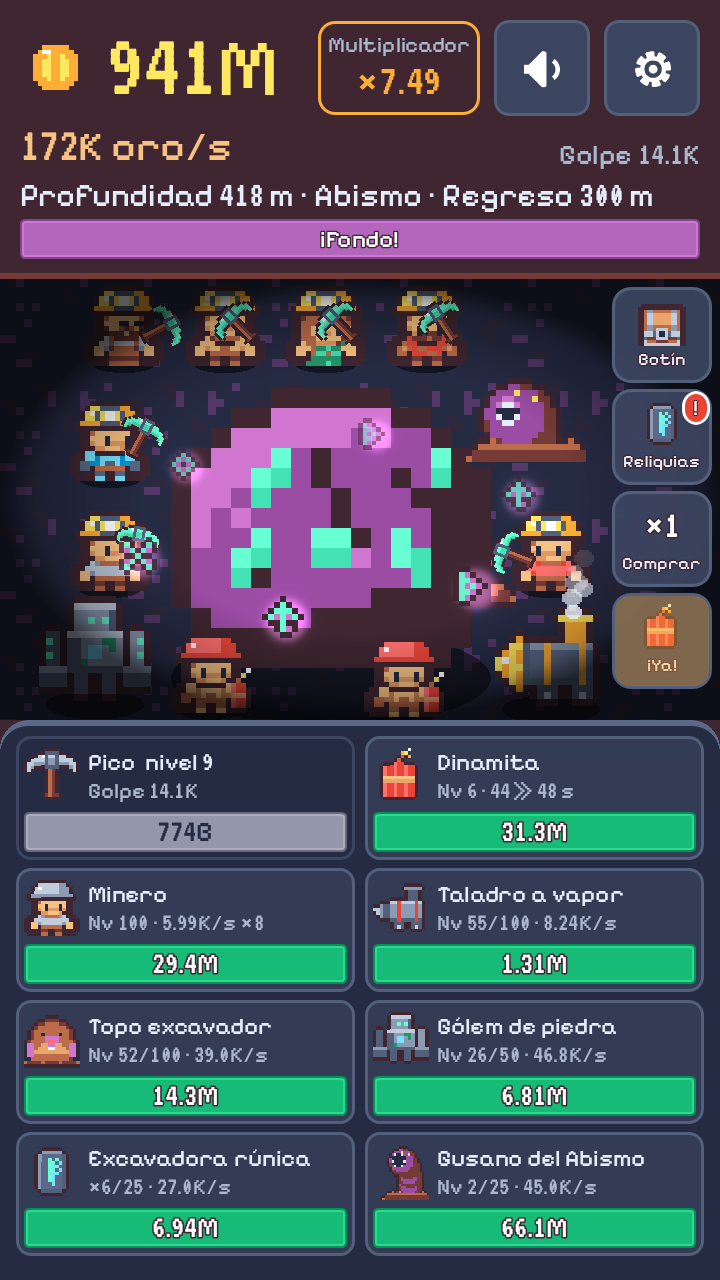 941M
Multiplicador
×7.49
172K oro/s
Golpe 14.1K
Profundidad 418 m · Abismo · Regreso 300 m
¡Fondo!
Botín
!
Reliquias
×1
Comprar
¡Ya!
Pico nivel 9
Golpe 14.1K
774B
Dinamita
Nv 6 · 44 >> 48 s
31.3M
Minero
Nv 100 · 5.99K/s ×8
29.4M
Taladro a vapor
Nv 55/100 · 8.24K/s
1.31M
Topo excavador
Nv 52/100 · 39.0K/s
14.3M
Gólem de piedra
Nv 26/50 · 46.8K/s
6.81M
Excavadora rúnica
×6/25 · 27.0K/s
6.94M
Gusano del Abismo
Nv 2/25 · 45.0K/s
66.1M